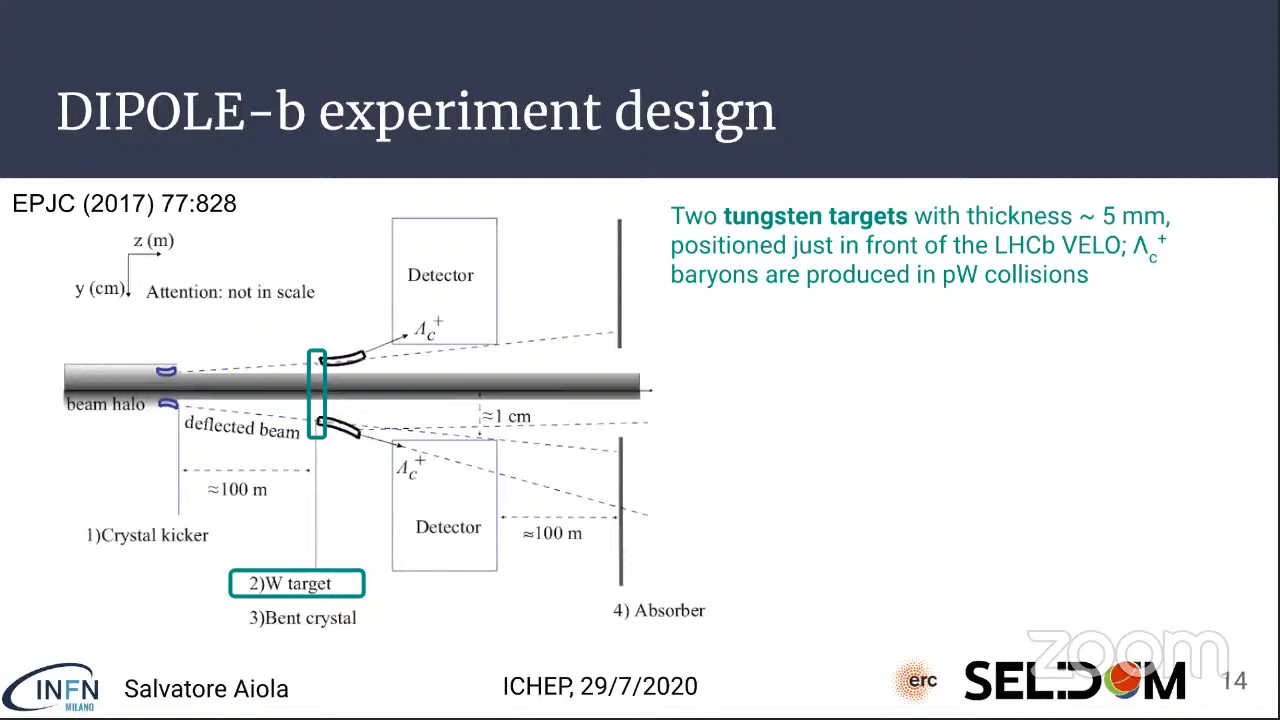 DIPOLE-b experiment design
EPJC (2017) 77:828
z (m)
y (cm)
Attention: not in scale
Detector
Λc+
beam halo
deflected beam
≈1 cm
Λc+
≈100 m
Detector
≈100 m
1)Crystal kicker
2)W target
3)Bent crystal
4) Absorber
Two tungsten targets with thickness ~ 5 mm,
positioned just in front of the LHCb VELO; Λc+
baryons are produced in pW collisions
zoom
INFN
MILANO
Salvatore Aiola
ICHEP, 29/7/2020
erc
SELDOM
14